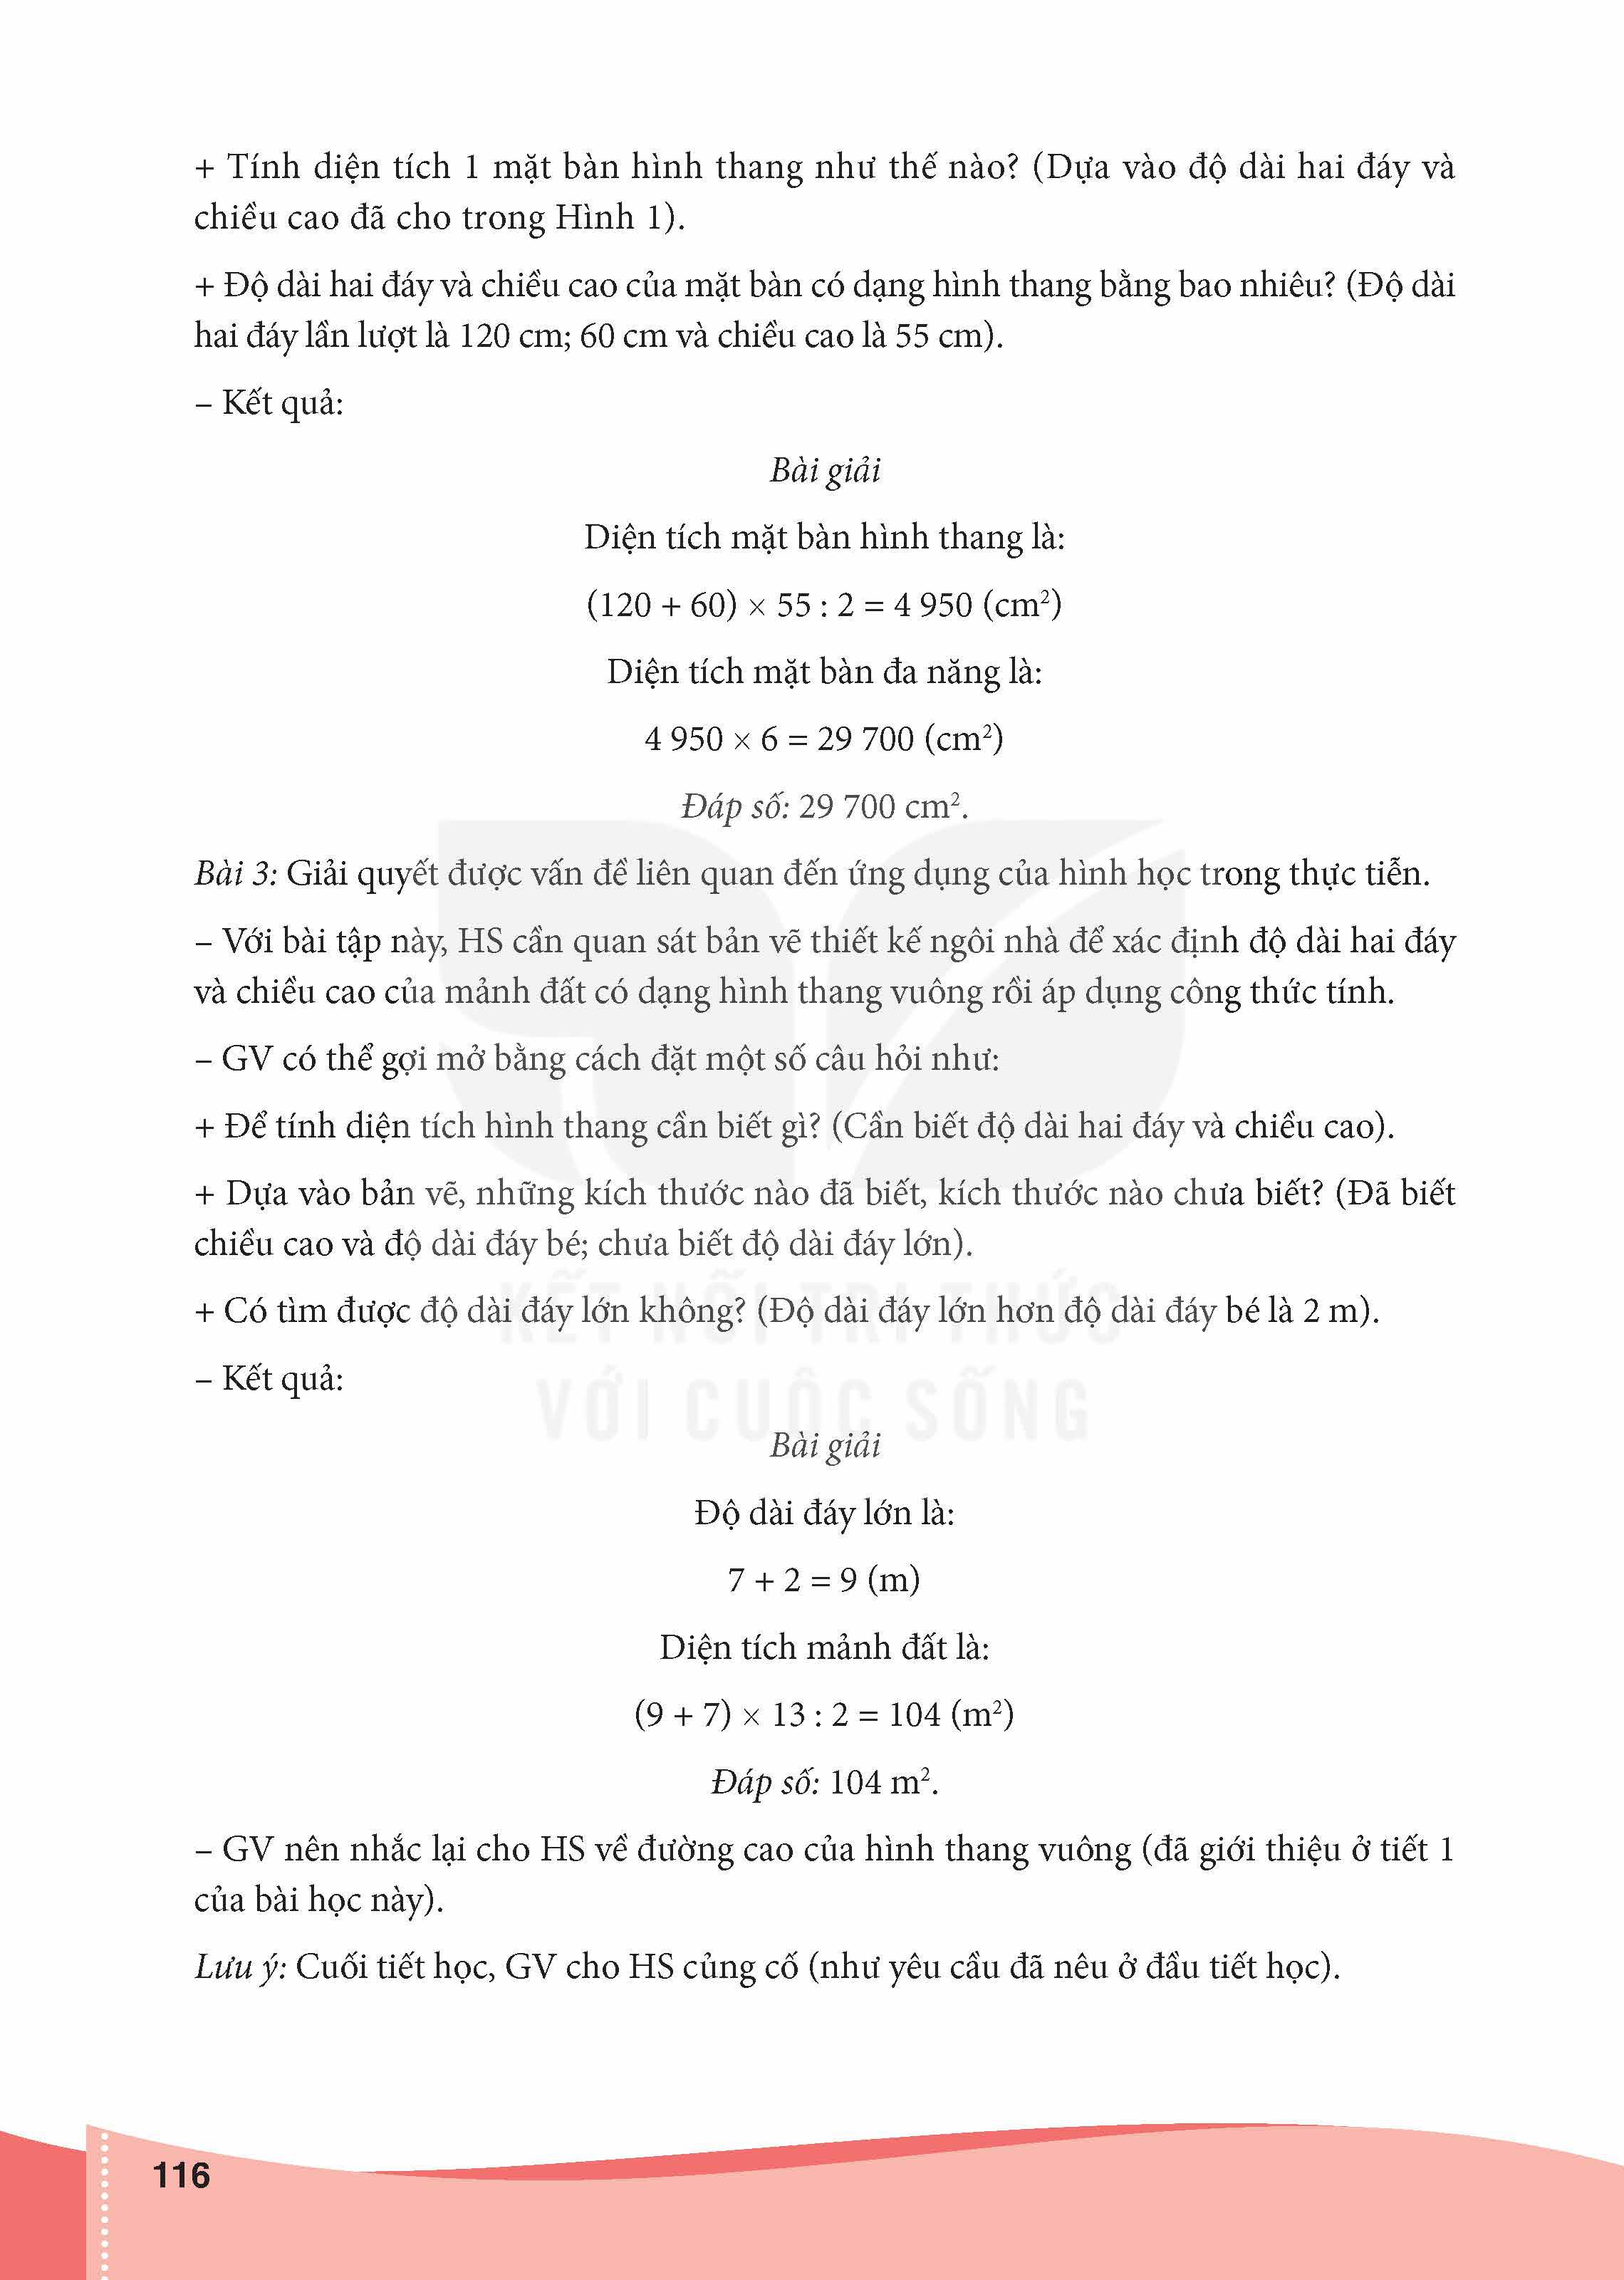 + Tính diện tích 1 mặt bàn hình thang như thế nào? (Dựa vào độ dài hai đáy và
chiều cao đã cho trong Hình 1).
+ Độ dài hai đáy và chiều cao của mặt bàn có dạng hình thang bằng bao nhiêu? (Độ dài
hai đáy lần lượt là 120 cm; 60 cm và chiều cao là 55 cm).
– Kết quả:
Bài giải
Diện tích mặt bàn hình thang là:
(120 + 60) × 55 : 2 = 4 950 (cm²)
Diện tích mặt bàn đa năng là:
4 950 × 6 = 29 700 (cm²)
Đáp số: 29 700 cm².
Bài 3: Giải quyết được vấn đề liên quan đến ứng dụng của hình học trong thực tiễn.
– Với bài tập này, HS cần quan sát bản vẽ thiết kế ngôi nhà để xác định độ dài hai đáy
và chiều cao của mảnh đất có dạng hình thang vuông rồi áp dụng công thức tính.
– GV có thể gợi mở bằng cách đặt một số câu hỏi như:
+ Để tính diện tích hình thang cần biết gì? (Cần biết độ dài hai đáy và chiều cao).
+ Dựa vào bản vẽ, những kích thước nào đã biết, kích thước nào chưa biết? (Đã biết
chiều cao và độ dài đáy bé; chưa biết độ dài đáy lớn).
KẾT NỐI TRI THỨC
+ Có tìm được độ dài đáy lớn không? (Độ dài đáy lớn hơn độ dài đáy bé là 2 m).
– Kết quả:
VỚI CUỘC SỐNG
Bài giải
Độ dài đáy lớn là:
7 + 2 = 9 (m)
Diện tích mảnh đất là:
(9 + 7) × 13 : 2 = 104 (m²)
Đáp số: 104 m².
– GV nên nhắc lại cho HS về đường cao của hình thang vuông (đã giới thiệu ở tiết 1
của bài học này).
Lưu ý: Cuối tiết học, GV cho HS củng cố (như yêu cầu đã nêu ở đầu tiết học).
116